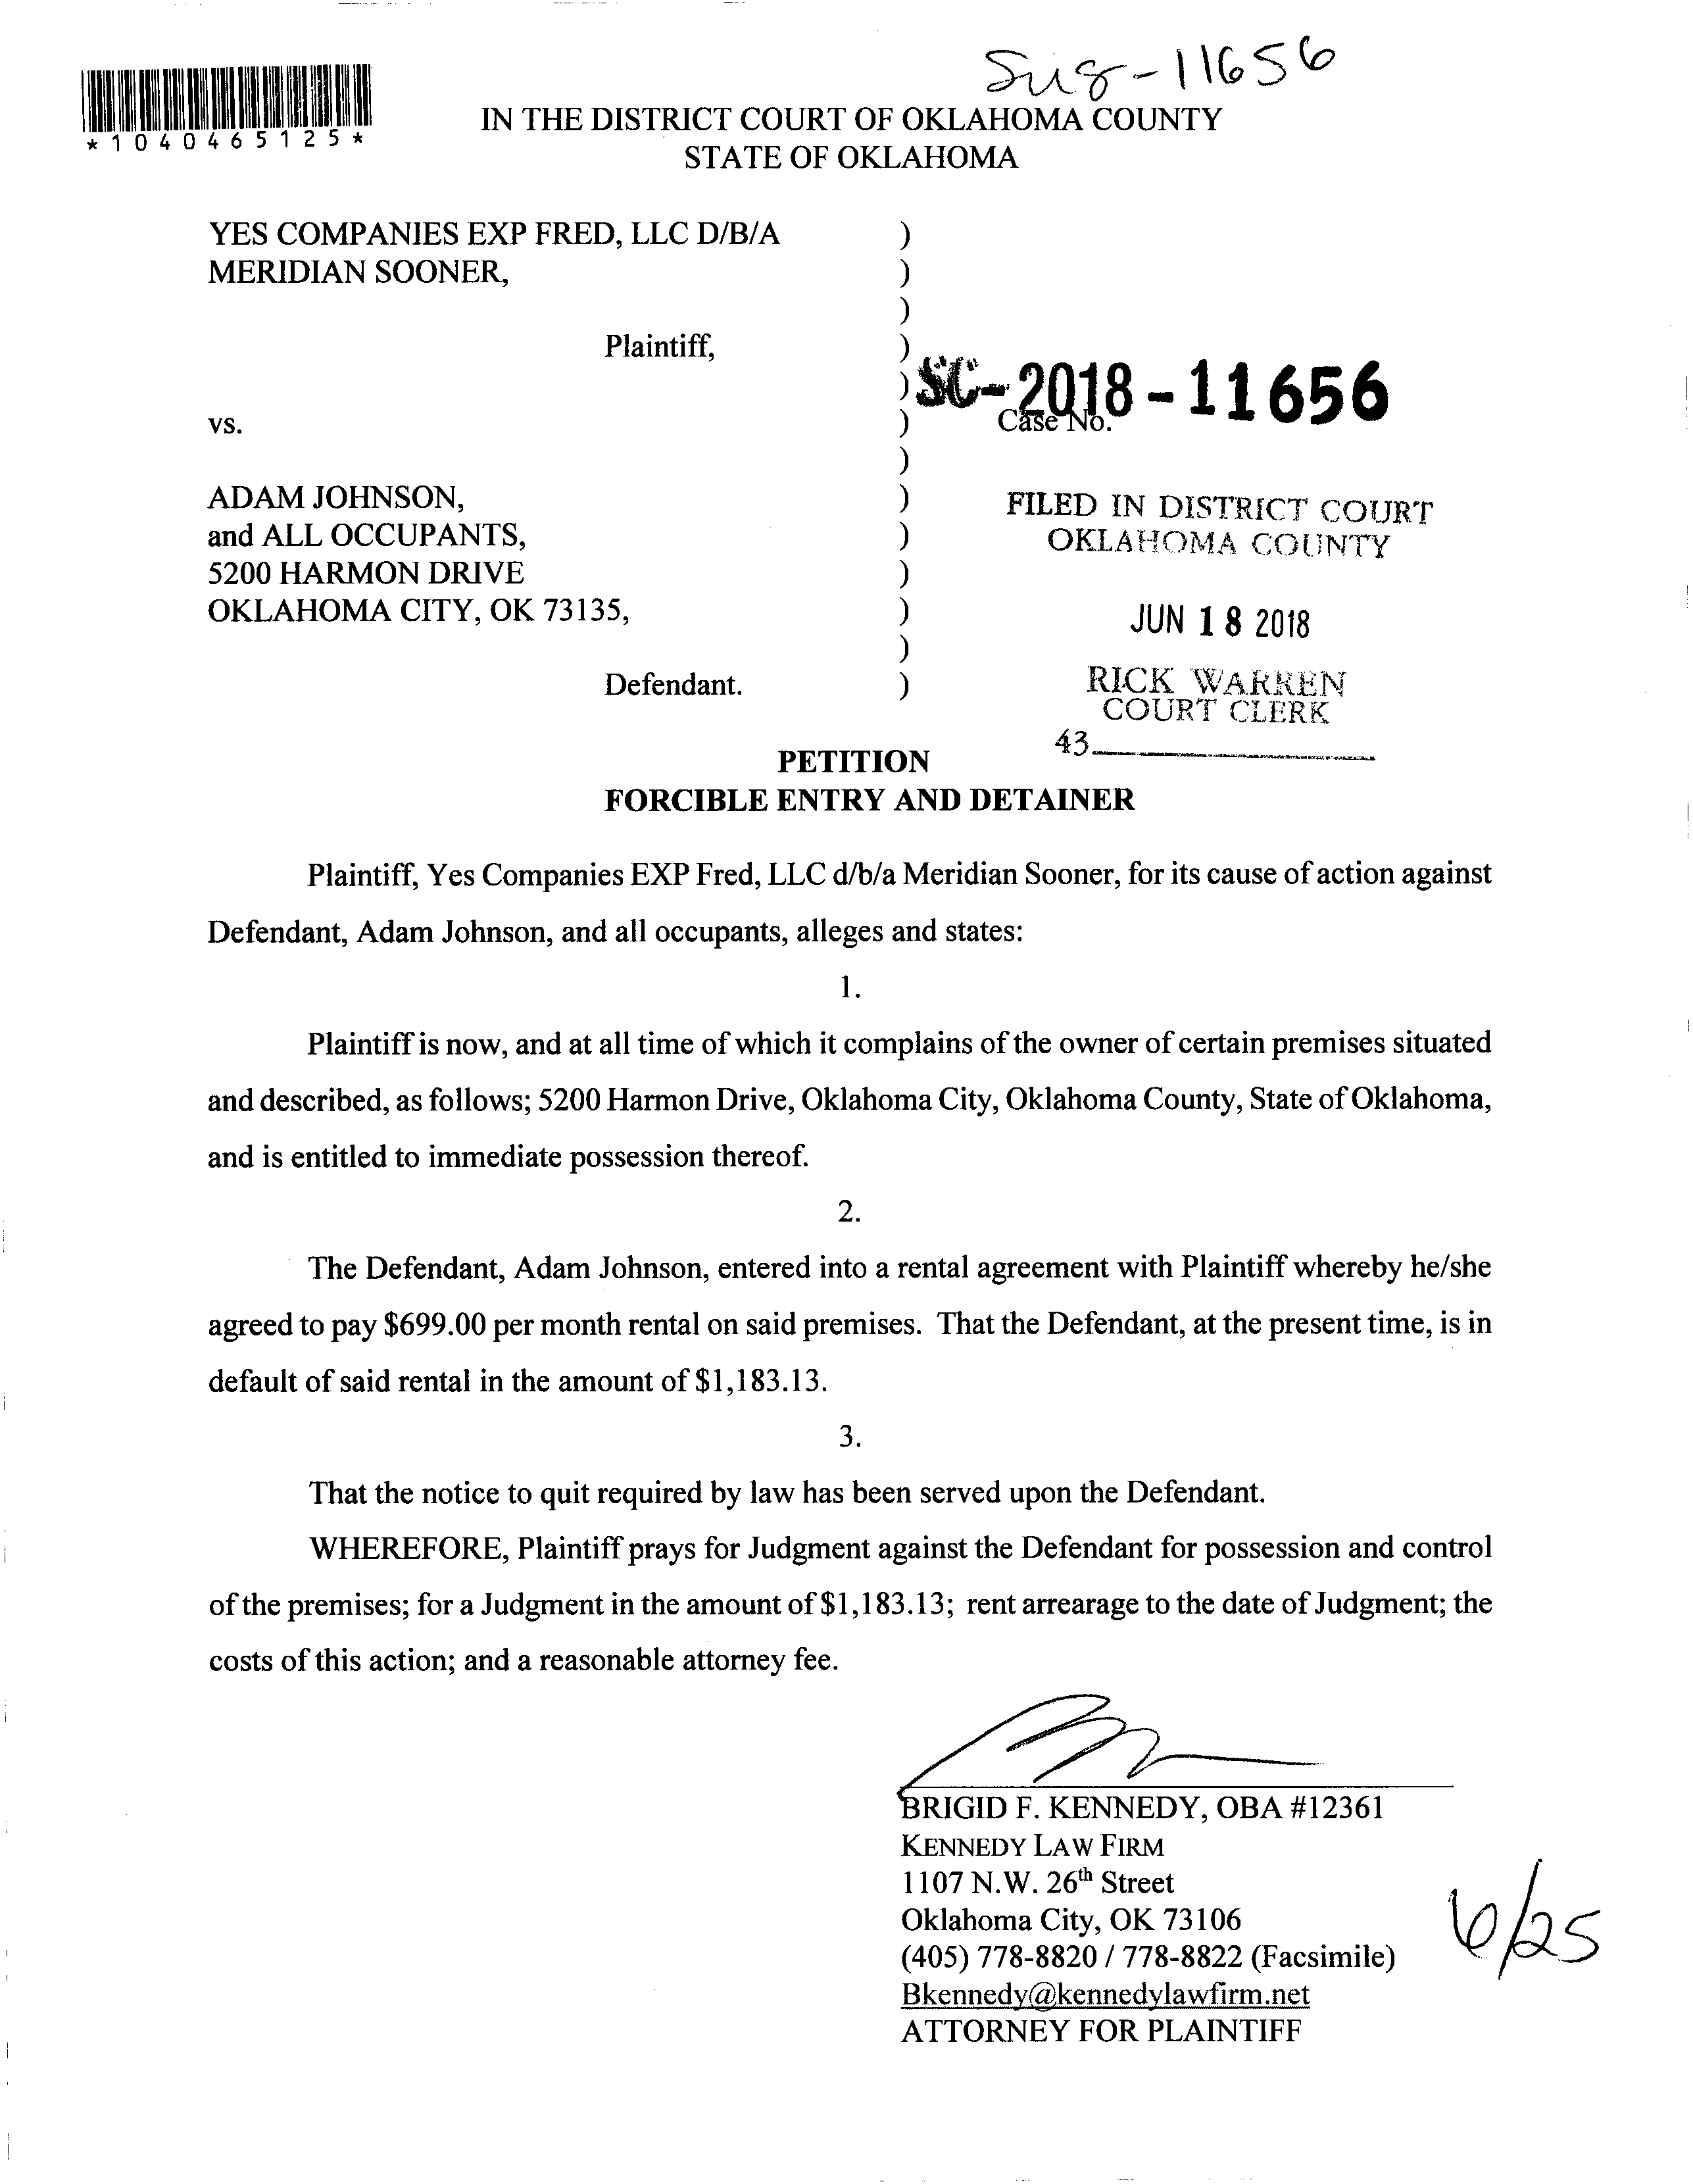 11656
*1040465125*
IN THE DISTRICT COURT OF OKLAHOMA COUNTY
STATE OF OKLAHOMA
YES COMPANIES EXP FRED, LLC D/B/A )
MERIDIAN SOONER, )
)
Plaintiff, )
) SC-2018-11656
vs. ) Case No.
)
ADAM JOHNSON, ) FILED IN DISTRICT COURT
and ALL OCCUPANTS, ) OKLAHOMA COUNTY
5200 HARMON DRIVE )
OKLAHOMA CITY, OK 73135, ) JUN 18 2018
)
Defendant. ) RICK WARREN
COURT CLERK
43
PETITION
FORCIBLE ENTRY AND DETAINER
Plaintiff, Yes Companies EXP Fred, LLC d/b/a Meridian Sooner, for its cause of action against
Defendant, Adam Johnson, and all occupants, alleges and states:
1.
Plaintiff is now, and at all time of which it complains of the owner of certain premises situated
and described, as follows; 5200 Harmon Drive, Oklahoma City, Oklahoma County, State of Oklahoma,
and is entitled to immediate possession thereof.
2.
The Defendant, Adam Johnson, entered into a rental agreement with Plaintiff whereby he/she
agreed to pay $699.00 per month rental on said premises. That the Defendant, at the present time, is in
default of said rental in the amount of $1,183.13.
3.
That the notice to quit required by law has been served upon the Defendant.
WHEREFORE, Plaintiff prays for Judgment against the Defendant for possession and control
of the premises; for a Judgment in the amount of $1,183.13; rent arrearage to the date of Judgment; the
costs of this action; and a reasonable attorney fee.
BRIGID F. KENNEDY, OBA #12361
KENNEDY LAW FIRM
1107 N.W. 26th Street
Oklahoma City, OK 73106
(405) 778-8820 / 778-8822 (Facsimile)
Bkennedy@kennedylawfirm.net
ATTORNEY FOR PLAINTIFF
6/25